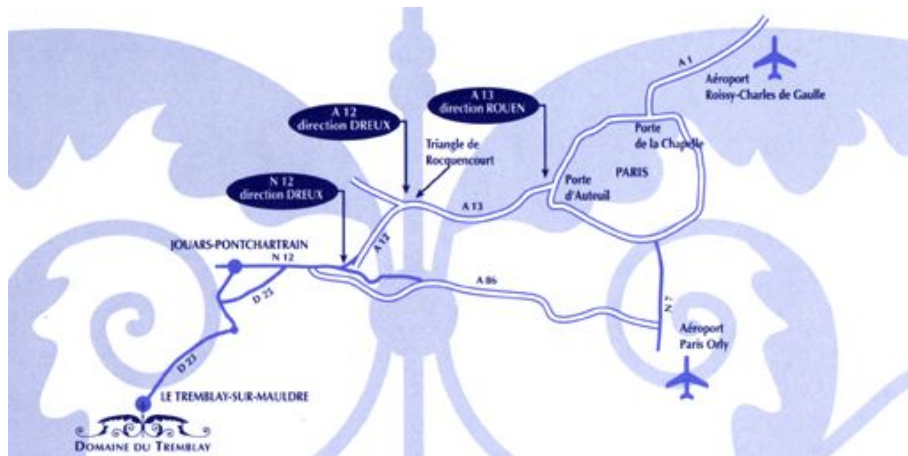 A 1
Aéroport
Roissy-Charles de Gaulle
A 13
direction ROUEN
A 12
direction DREUX
Porte
de la Chapelle
Triangle de
Rocquencourt
PARIS
Porte
d'Auteuil
N 12
direction DREUX
A 13
A 12
JOUARS-PONTCHARTRAIN
N 12
A 86
D 25
N 7
Aéroport
Paris Orly
D 23
LE TREMBLAY-SUR-MAULDRE
DOMAINE DU TREMBLAY